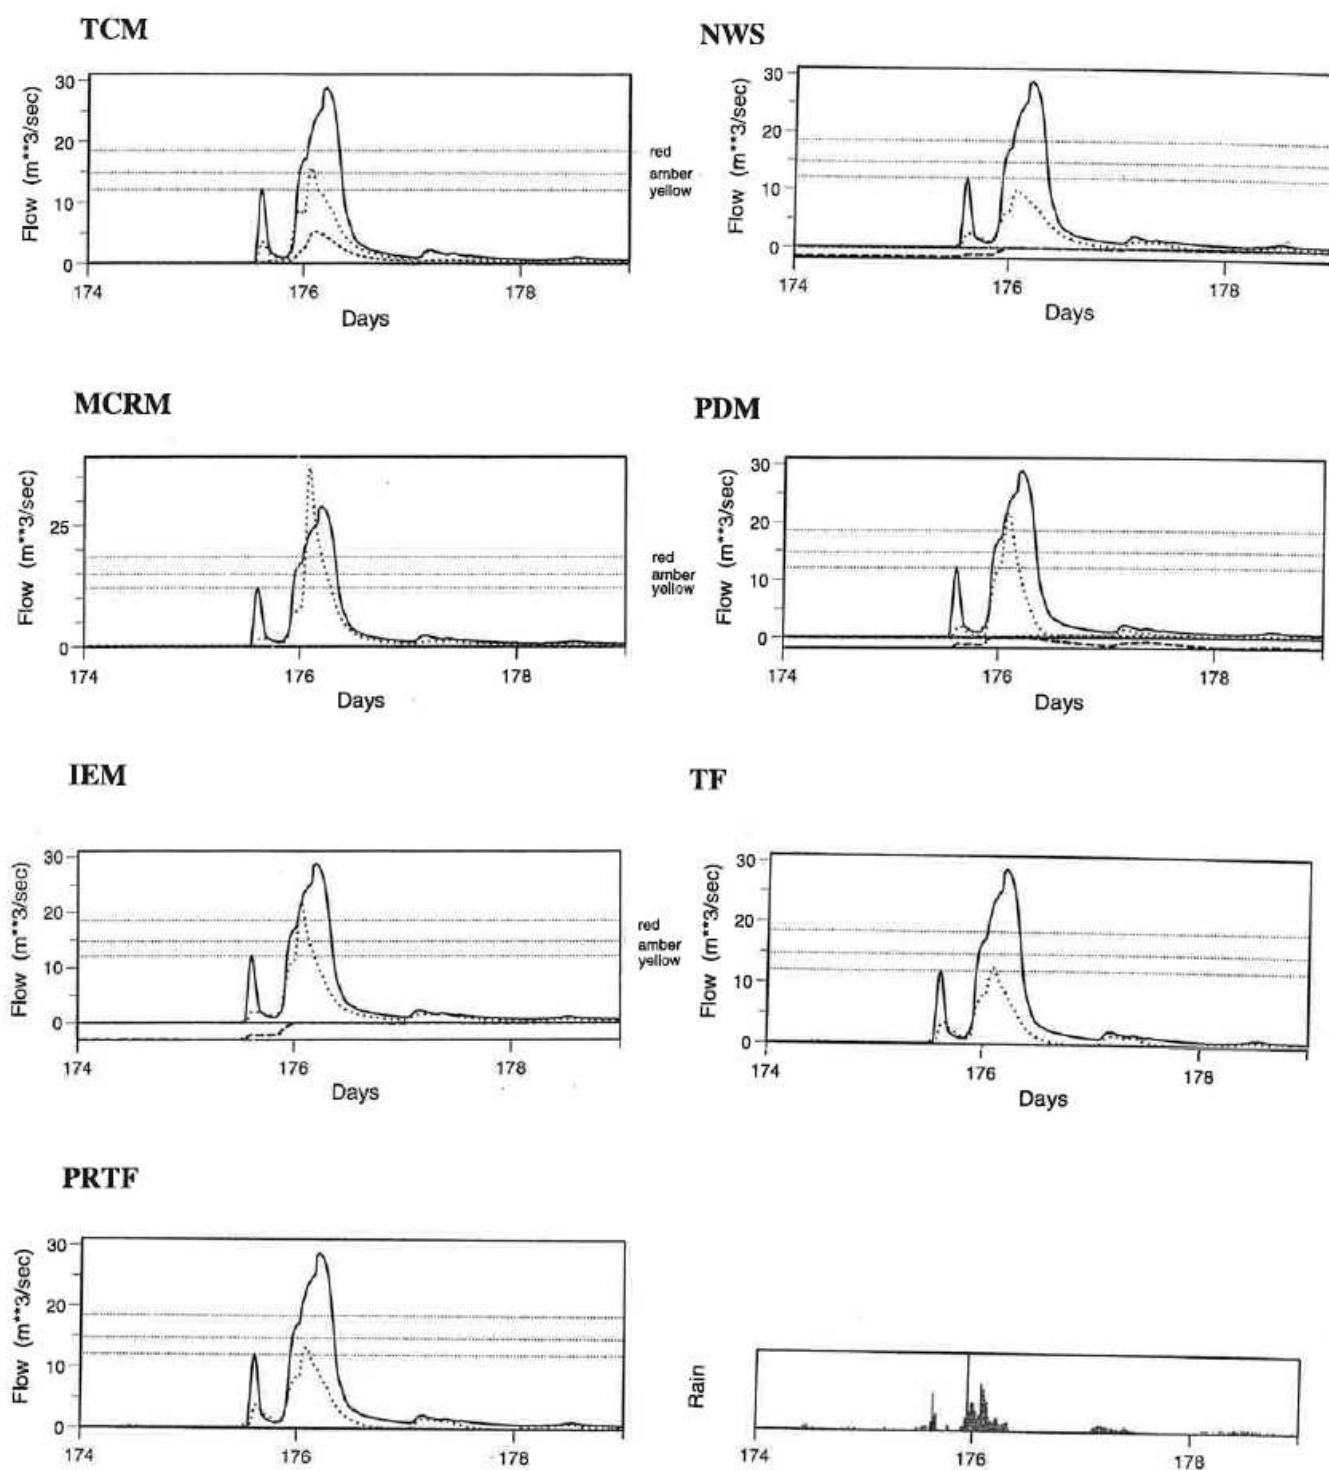 TCM
NWS
Flow (m**3/sec)
30
20
10
0
red
amber
yellow
174
176
178
Days
Flow (m**3/sec)
30
20
10
0
174
176
178
Days
MCRM
PDM
Flow (m**3/sec)
25
0
red
amber
yellow
174
176
178
Days
Flow (m**3/sec)
30
20
10
0
174
176
178
Days
IEM
TF
Flow (m**3/sec)
30
20
10
0
red
amber
yellow
174
176
178
Days
Flow (m**3/sec)
30
20
10
0
174
176
178
Days
PRTF
Flow (m**3/sec)
30
20
10
0
174
176
178
Days
Rain
174
176
178
Days